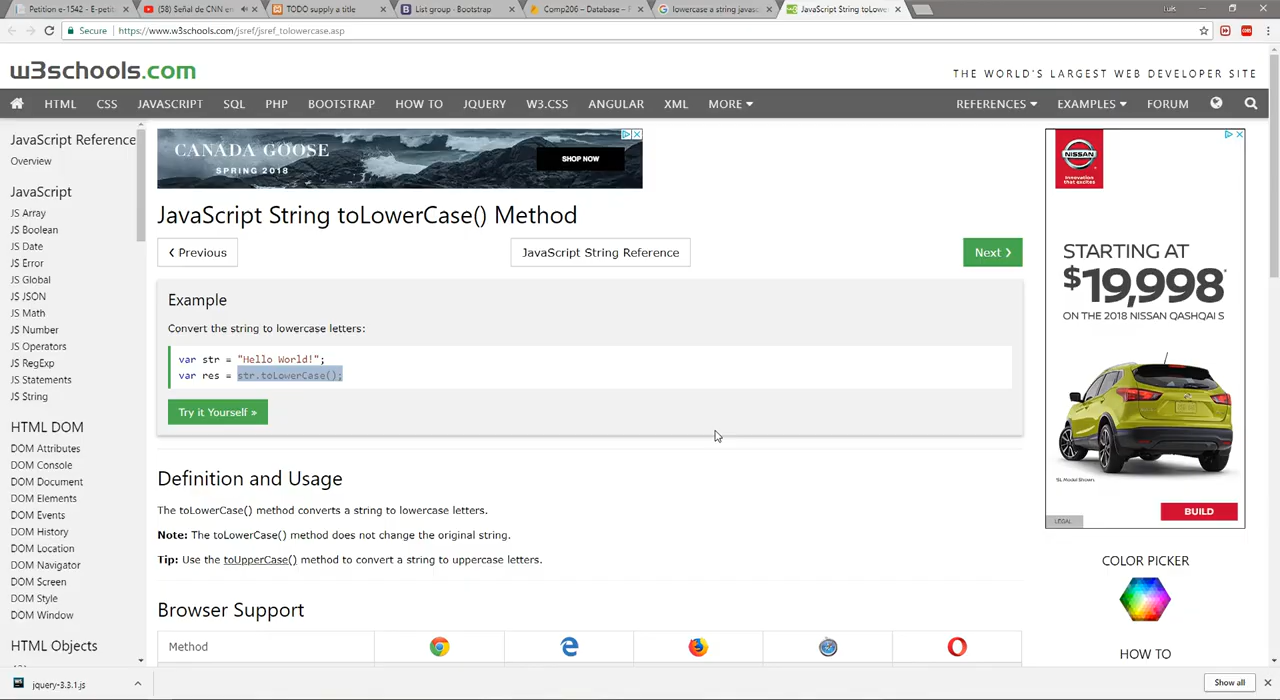 Petition e-1542 - E-petit
(58) Señal de CNN en
TODO supply a title
List group · Bootstrap
Comp206 – Database – F
lowercase a string javasc
JavaScript String toLowe
Luis
Secure
https://www.w3schools.com/jsref/jsref_tolowercase.asp
w3schools.com
THE WORLD'S LARGEST WEB DEVELOPER SITE
HTML CSS JAVASCRIPT SQL PHP BOOTSTRAP HOW TO JQUERY W3.CSS ANGULAR XML MORE REFERENCES EXAMPLES FORUM
JavaScript Reference
Overview
JavaScript
JS Array
JS Boolean
JS Date
JS Error
JS Global
JS JSON
JS Math
JS Number
JS Operators
JS RegExp
JS Statements
JS String
HTML DOM
DOM Attributes
DOM Console
DOM Document
DOM Elements
DOM Events
DOM History
DOM Location
DOM Navigator
DOM Screen
DOM Style
DOM Window
HTML Objects
CANADA GOOSE
SPRING 2018
SHOP NOW
JavaScript String toLowerCase() Method
❮ Previous
JavaScript String Reference
Next ❯
Example
Convert the string to lowercase letters:
var str = "Hello World!";
var res = str.toLowerCase();
Try it Yourself »
Definition and Usage
The toLowerCase() method converts a string to lowercase letters.
Note: The toLowerCase() method does not change the original string.
Tip: Use the toUpperCase() method to convert a string to uppercase letters.
Browser Support
Method
NISSAN
Innovation
that excites
STARTING AT
$19,998*
ON THE 2018 NISSAN QASHQAI S
*SL Model Shown
LEGAL
BUILD
COLOR PICKER
HOW TO
jquery-3.3.1.js
Show all